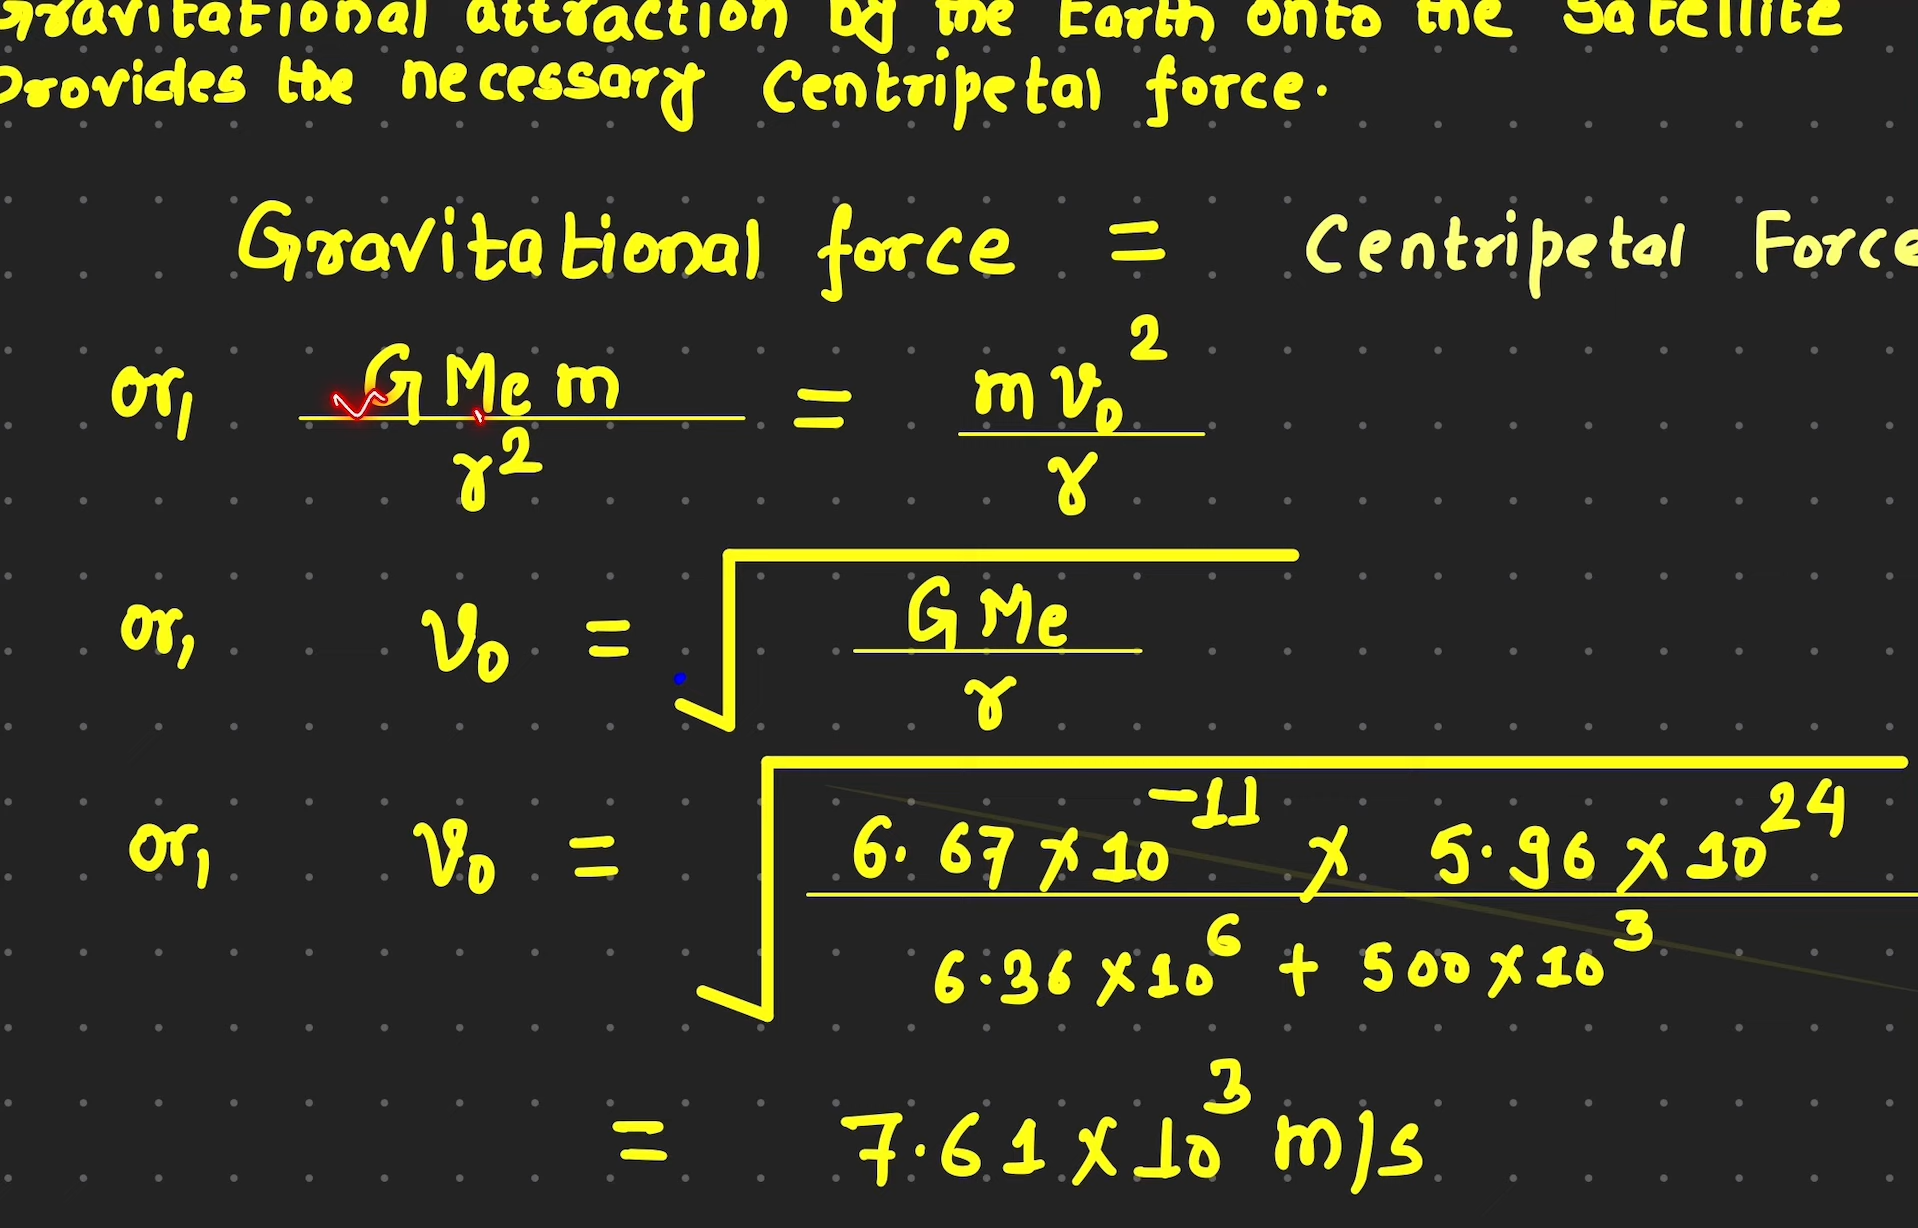 Gravitational attraction by the Earth onto the Satellite
Provides the necessary Centripetal force.
Gravitational force = Centripetal Force
or, G Me m / r² = m v₀² / r
or, v₀ = √(G Me / r)
or, v₀ = √(6.67 × 10⁻¹¹ × 5.96 × 10²⁴ / 6.36 × 10⁶ + 500 × 10³)
= 7.61 × 10³ m/s